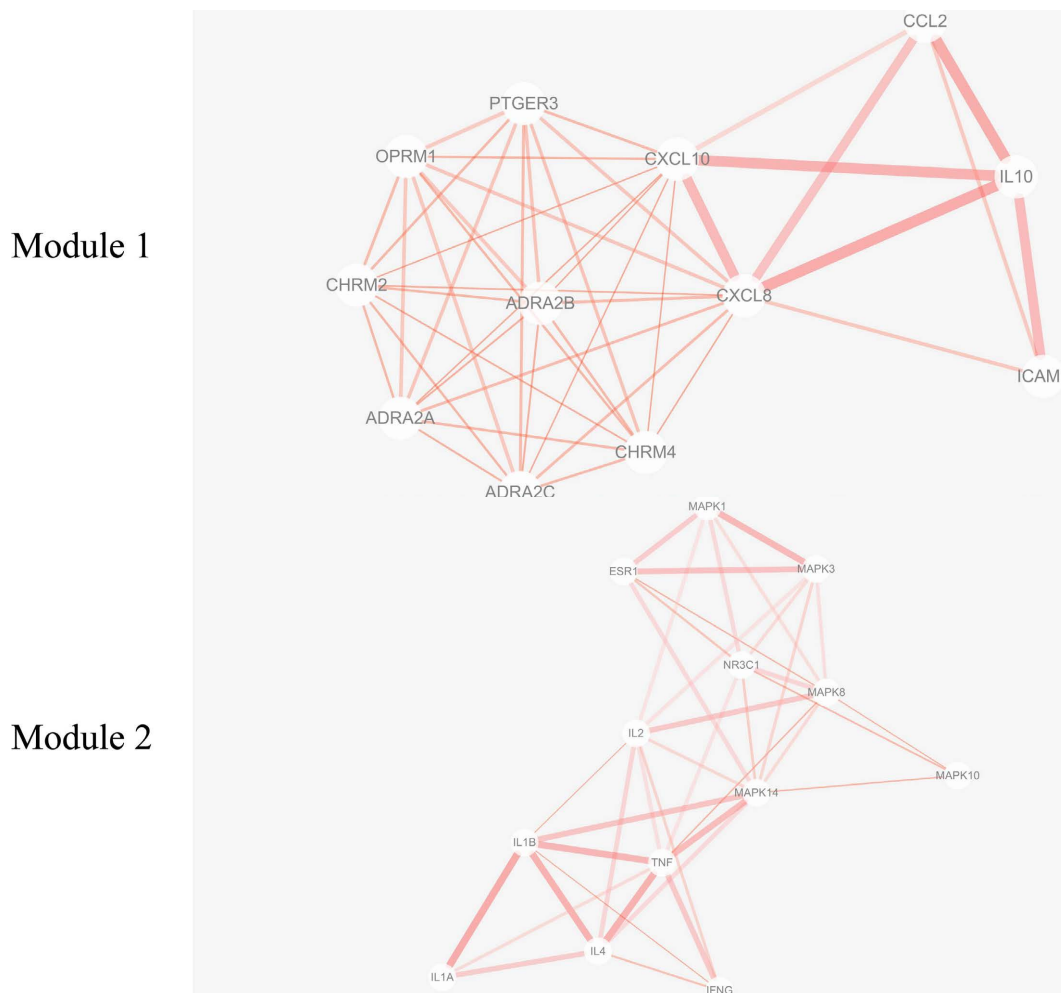 CCL2
PTGER3
OPRM1
CXCL10
IL10
Module 1
CHRM2
ADRA2B
CXCL8
ICAM
ADRA2A
CHRM4
ADRA2C
MAPK1
ESR1
MAPK3
NR3C1
MAPK8
Module 2
IL2
MAPK10
MAPK14
IL1B
TNF
IL4
IL1A
IFNG